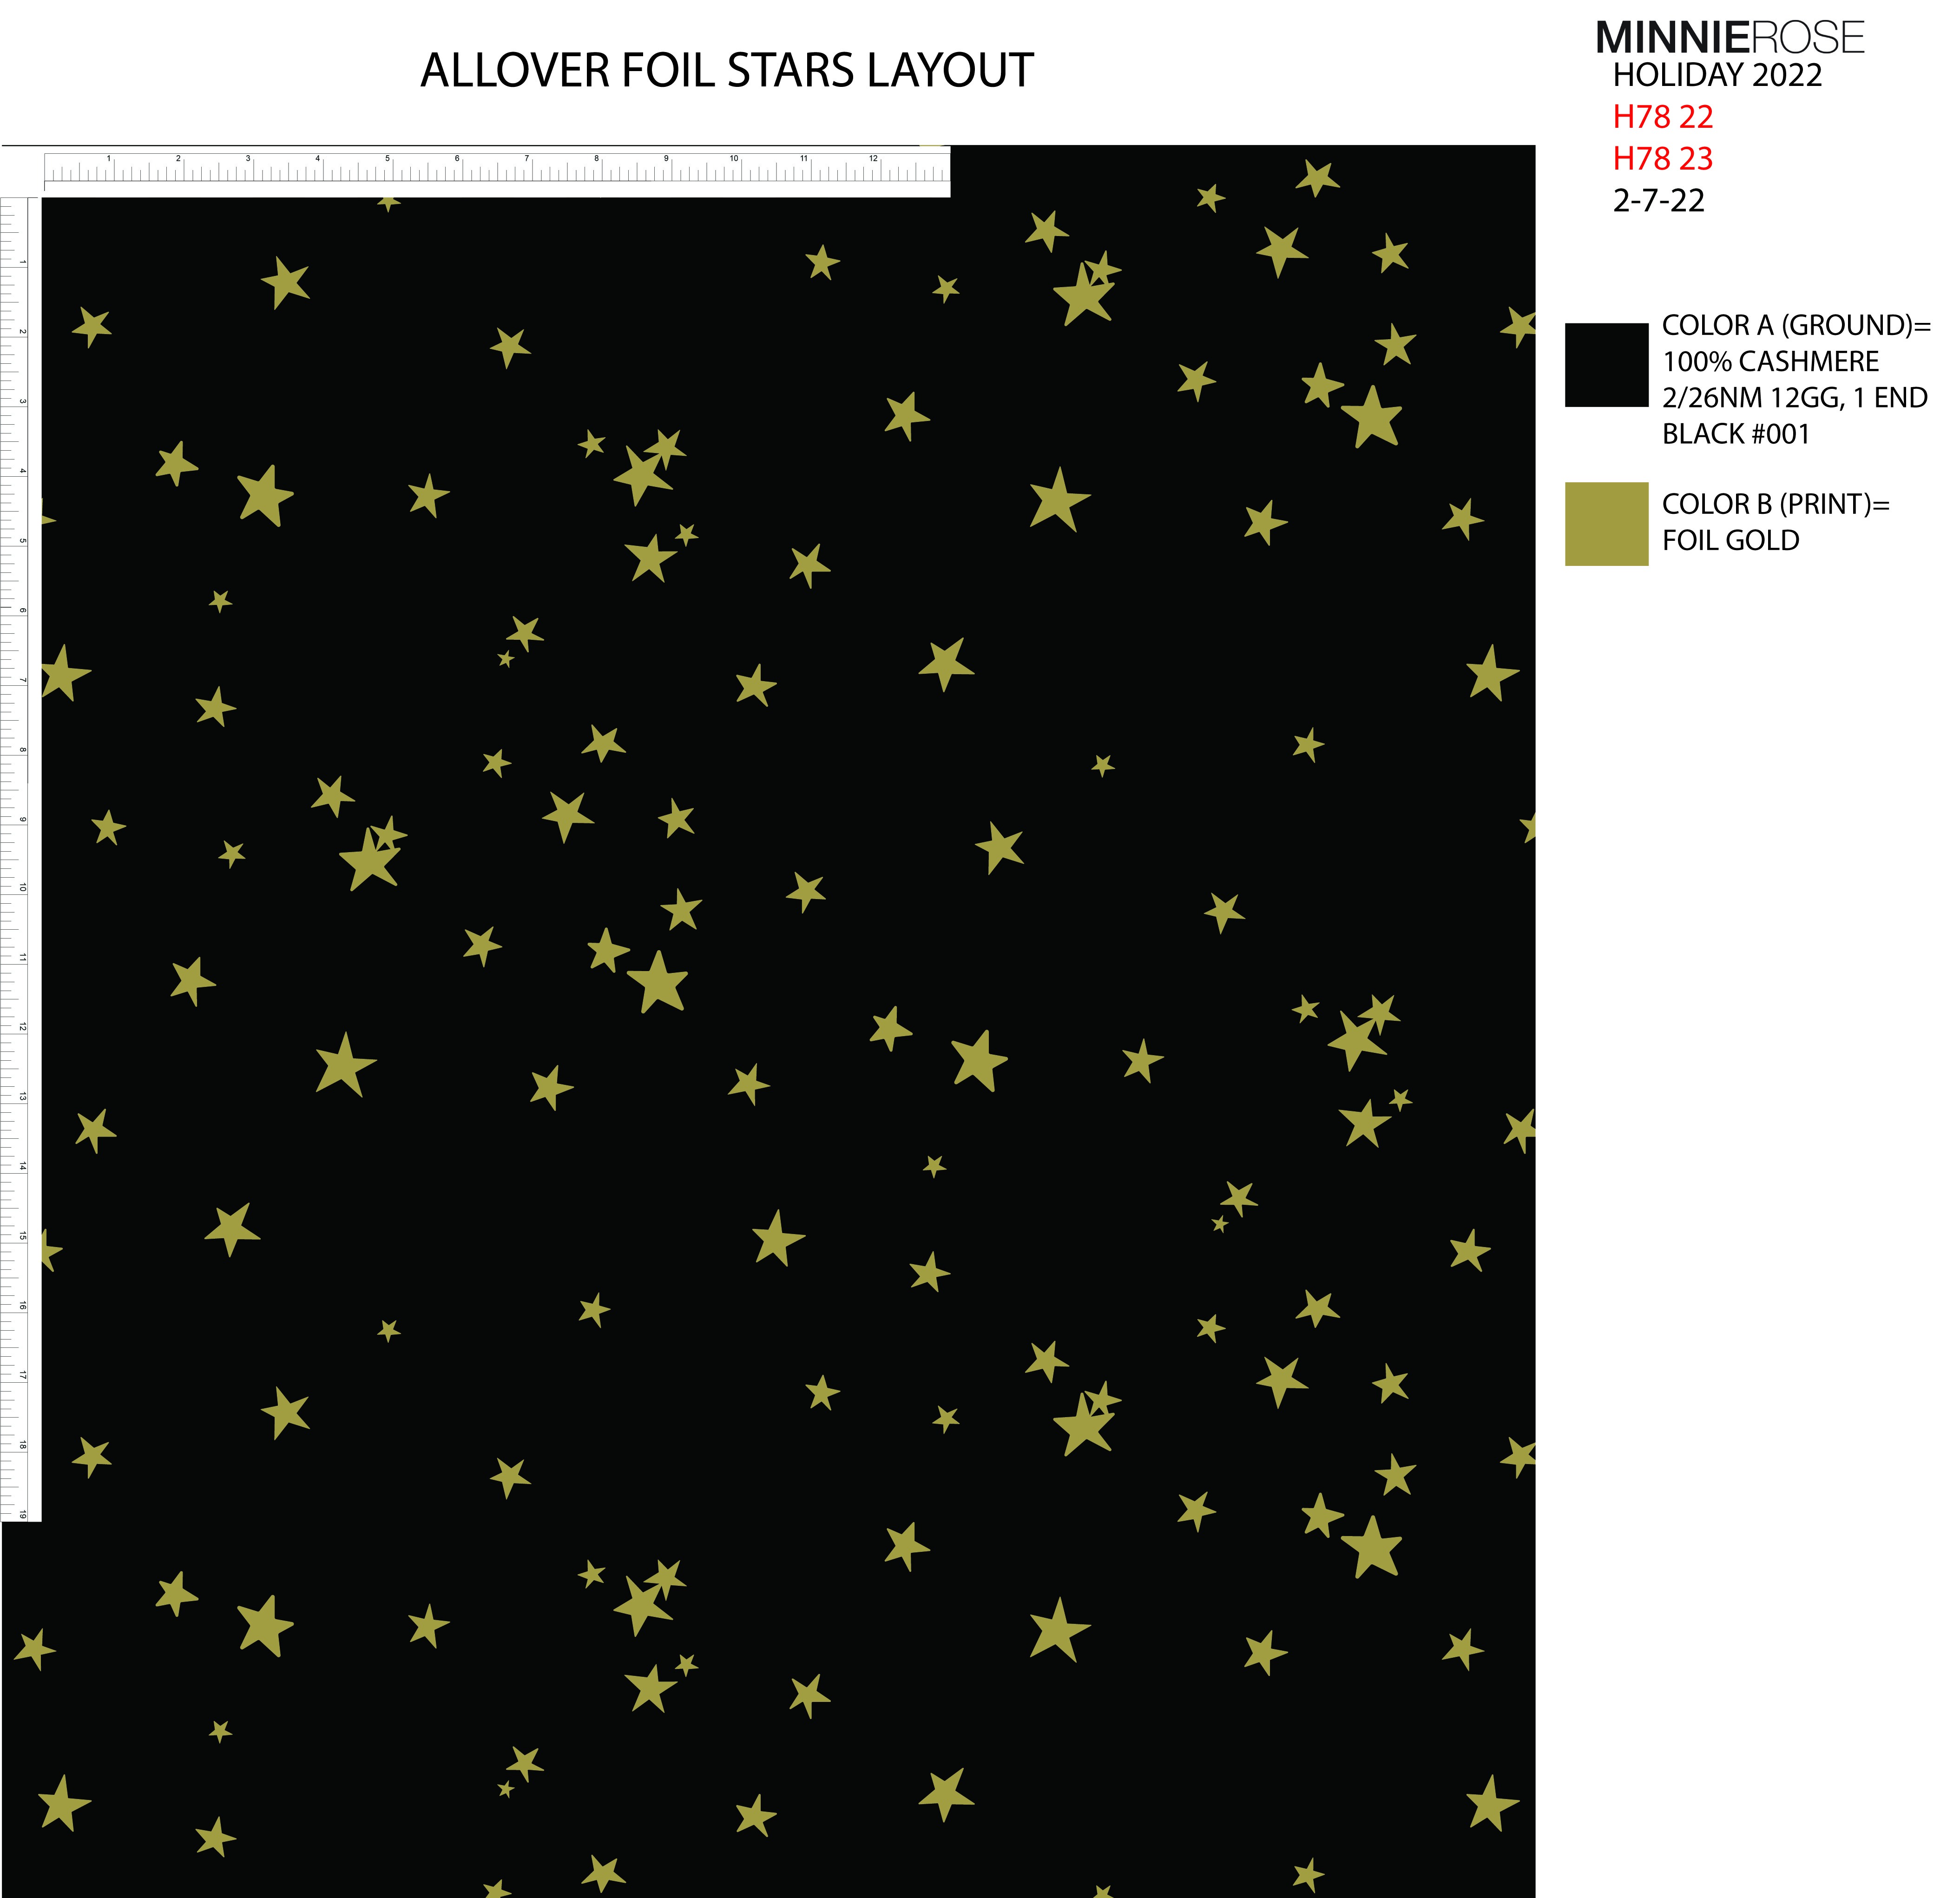 ALLOVER FOIL STARS LAYOUT
MINNIEROSE
HOLIDAY 2022
H78 22
H78 23
2-7-22
1 2 3 4 5 6 7 8 9 10 11 12
1
2
3
4
5
6
7
8
9
10
11
12
13
14
15
16
17
18
19
COLOR A (GROUND)=
100% CASHMERE
2/26NM 12GG, 1 END
BLACK #001
COLOR B (PRINT)=
FOIL GOLD